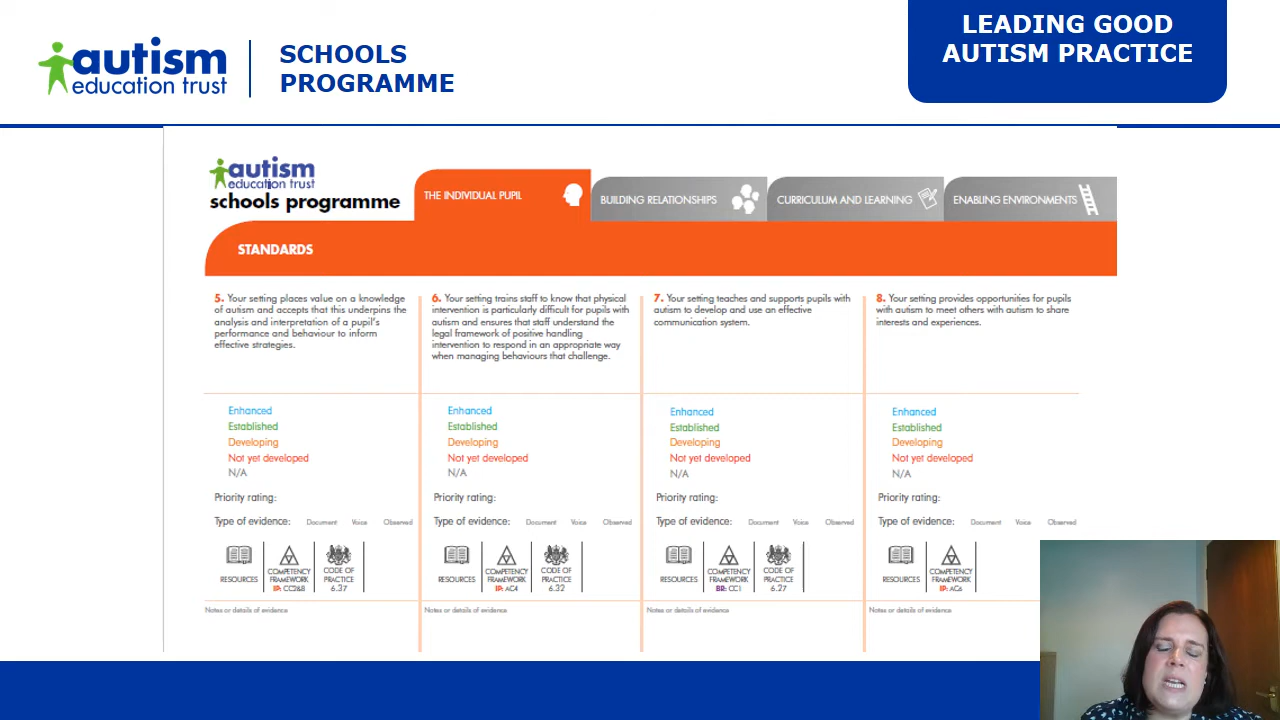 autism
education trust
SCHOOLS
PROGRAMME
LEADING GOOD
AUTISM PRACTICE
autism
education trust
schools programme
THE INDIVIDUAL PUPIL
BUILDING RELATIONSHIPS
CURRICULUM AND LEARNING
ENABLING ENVIRONMENTS
STANDARDS
5. Your setting places value on a knowledge
of autism and accepts that this underpins the
analysis and interpretation of a pupil's
performance and behaviour to inform
effective strategies.
Enhanced
Established
Developing
Not yet developed
N/A
Priority rating:
Type of evidence: Document Voice Observed
RESOURCES
COMPETENCY
FRAMEWORK
IP: CC2&8
CODE OF
PRACTICE
6.37
Notes or details of evidence
6. Your setting trains staff to know that physical
intervention is particularly difficult for pupils with
autism and ensures that staff understand the
legal framework of positive handling
intervention to respond in an appropriate way
when managing behaviours that challenge.
Enhanced
Established
Developing
Not yet developed
N/A
Priority rating:
Type of evidence: Document Voice Observed
RESOURCES
COMPETENCY
FRAMEWORK
IP: AC4
CODE OF
PRACTICE
6.32
Notes or details of evidence
7. Your setting teaches and supports pupils with
autism to develop and use an effective
communication system.
Enhanced
Established
Developing
Not yet developed
N/A
Priority rating:
Type of evidence: Document Voice Observed
RESOURCES
COMPETENCY
FRAMEWORK
BR: CC1
CODE OF
PRACTICE
6.27
Notes or details of evidence
8. Your setting provides opportunities for pupils
with autism to meet others with autism to share
interests and experiences.
Enhanced
Established
Developing
Not yet developed
N/A
Priority rating:
Type of evidence: Document Voice Observed
RESOURCES
COMPETENCY
FRAMEWORK
IP: AC6
Notes or details of evidence